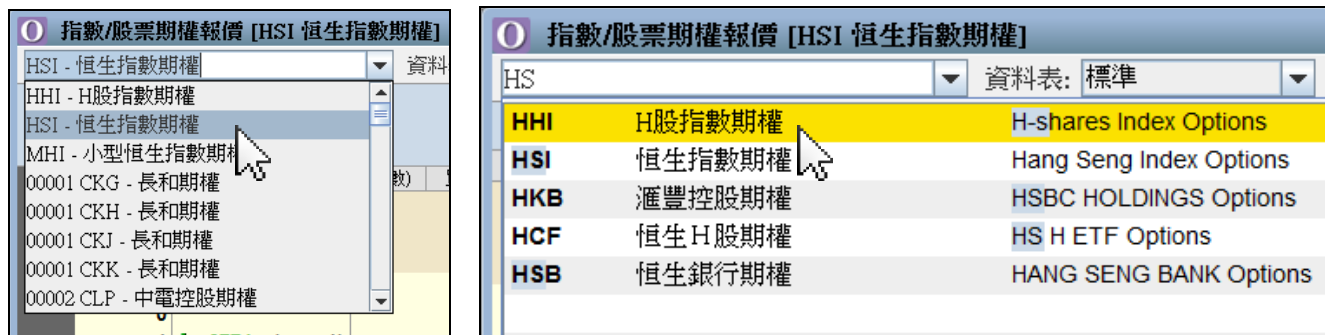 指數/股票期權報價 [HSI 恒生指數期權]
HSI - 恒生指數期權
資料
HHI - H股指數期權
HSI - 恒生指數期權
MHI - 小型恒生指數期權
00001 CKG - 長和期權
數)
00001 CKH - 長和期權
00001 CKJ - 長和期權
00001 CKK - 長和期權
00002 CLP - 中電控股期權
指數/股票期權報價 [HSI 恒生指數期權]
HS
資料表: 標準
HHI H股指數期權 H-shares Index Options
HSI 恒生指數期權 Hang Seng Index Options
HKB 滙豐控股期權 HSBC HOLDINGS Options
HCF 恒生H股期權 HS H ETF Options
HSB 恒生銀行期權 HANG SENG BANK Options